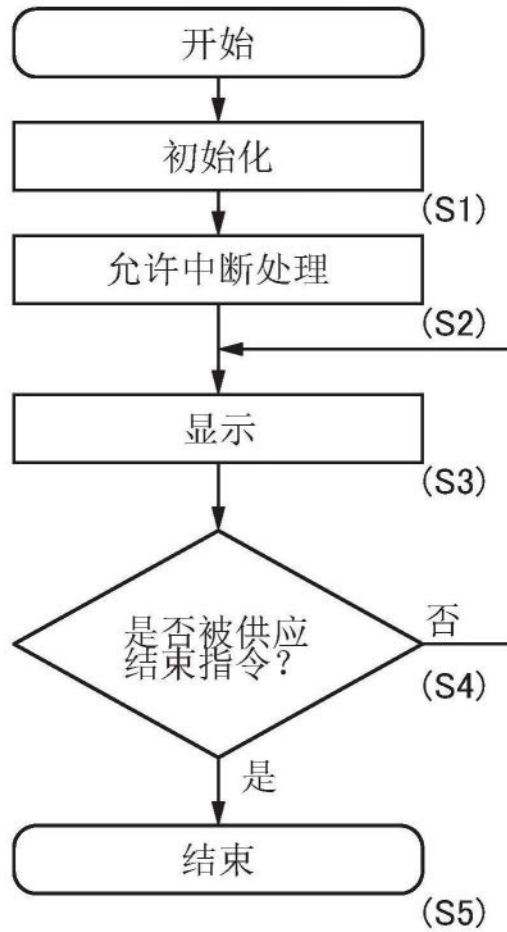 开始
初始化
(S1)
允许中断处理
(S2)
显示
(S3)
是否被供应
结束指令?
否
(S4)
是
结束
(S5)